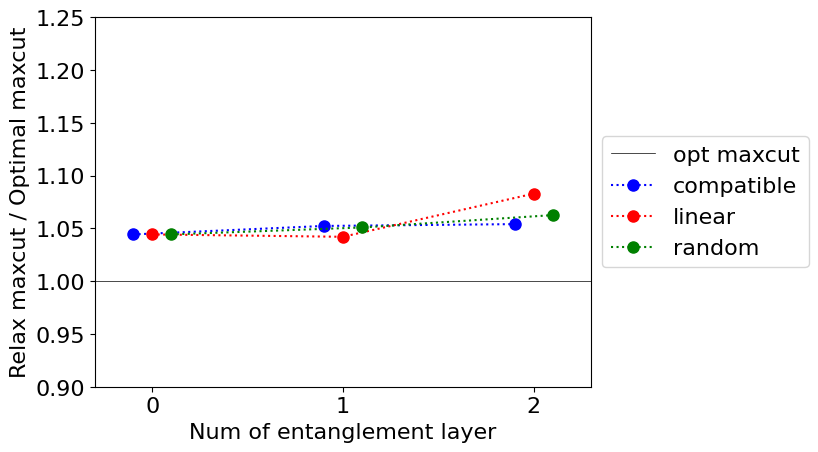 Relax maxcut / Optimal maxcut
1.25
1.20
1.15
1.10
1.05
1.00
0.95
0.90
0
1
2
Num of entanglement layer
opt maxcut
compatible
linear
random